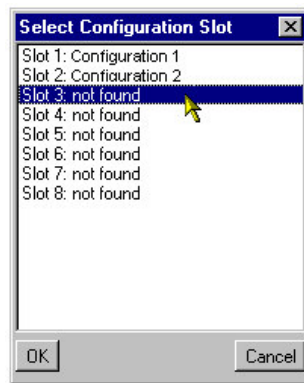 Select Configuration Slot
Slot 1: Configuration 1
Slot 2: Confiquration 2
Slot 3: not found
Slot 4: not found
Slot 5: not found
Slot 6: not found
Slot 7: not found
Slot 8: not found
OK
Cancel